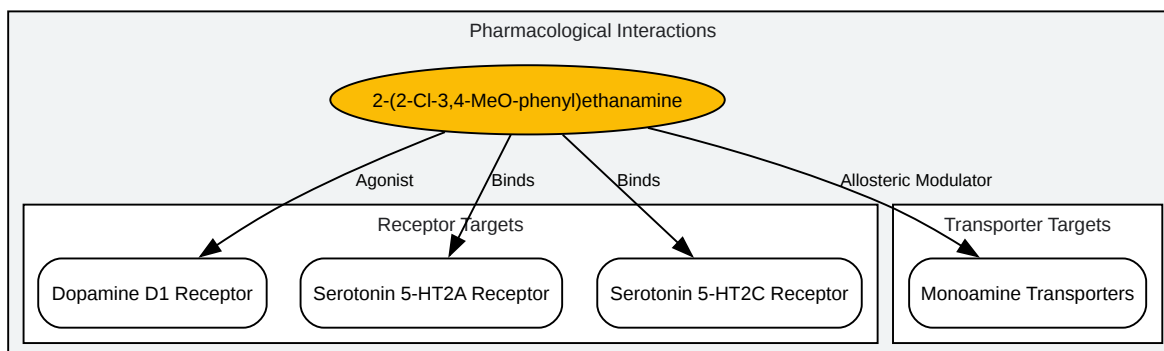 Pharmacological Interactions
2-(2-Cl-3,4-MeO-phenyl)ethanamine
Agonist
Binds
Binds
Allosteric Modulator
Receptor Targets
Transporter Targets
Dopamine D1 Receptor
Serotonin 5-HT2A Receptor
Serotonin 5-HT2C Receptor
Monoamine Transporters